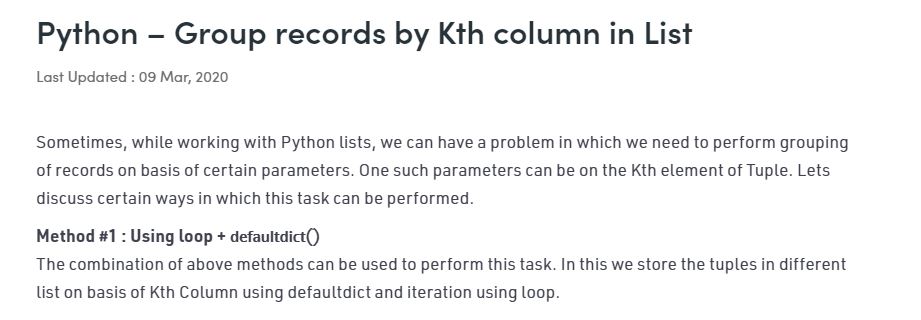 Python – Group records by Kth column in List
Last Updated : 09 Mar, 2020
Sometimes, while working with Python lists, we can have a problem in which we need to perform grouping
of records on basis of certain parameters. One such parameters can be on the Kth element of Tuple. Lets
discuss certain ways in which this task can be performed.
Method #1 : Using loop + defaultdict()
The combination of above methods can be used to perform this task. In this we store the tuples in different
list on basis of Kth Column using defaultdict and iteration using loop.